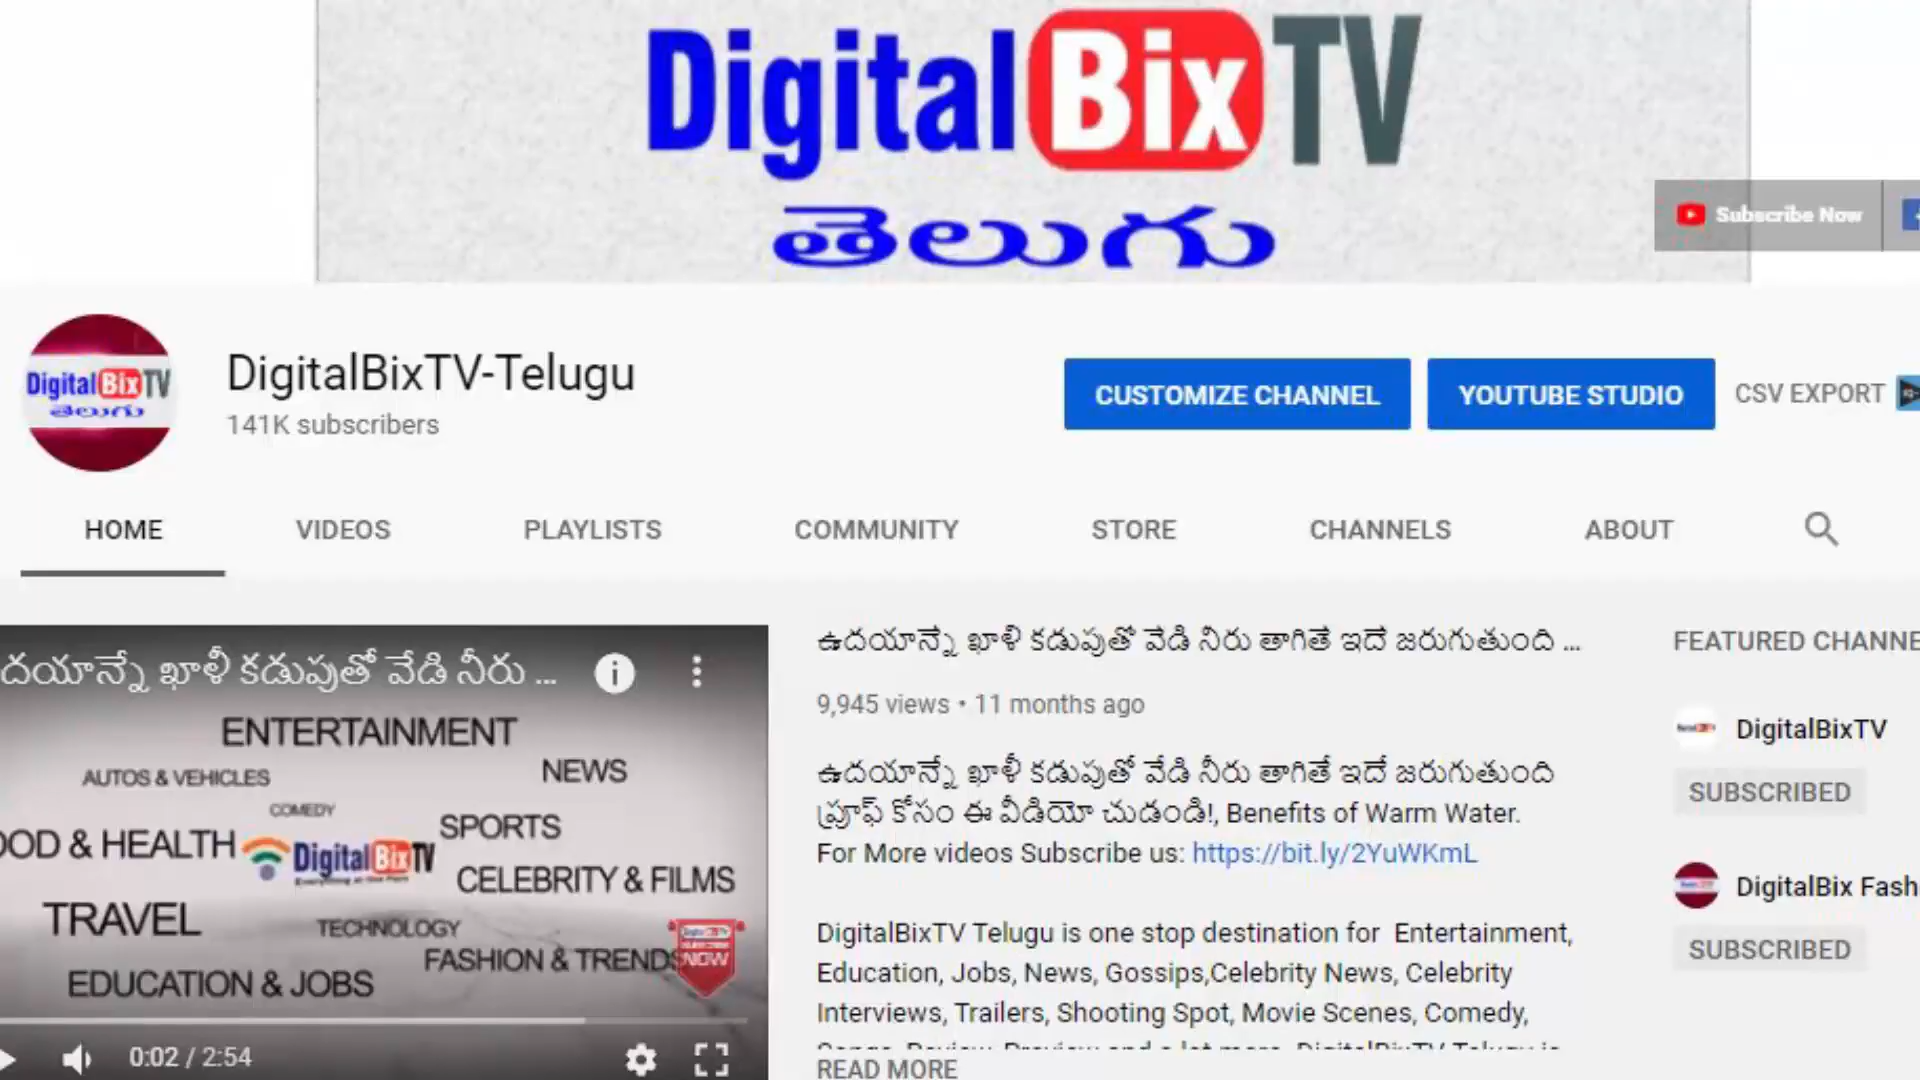 DigitalBixTV
తెలుగు
Subscribe Now
DigitalBixTV
తెలుగు
DigitalBixTV-Telugu
141K subscribers
CUSTOMIZE CHANNEL
YOUTUBE STUDIO
CSV EXPORT
HOME
VIDEOS
PLAYLISTS
COMMUNITY
STORE
CHANNELS
ABOUT
దయాన్నే ఖాళీ కడుపుతో వేడి నీరు ...
ENTERTAINMENT
AUTOS & VEHICLES
NEWS
COMEDY
SPORTS
OOD & HEALTH
DigitalBixTV
CELEBRITY & FILMS
TRAVEL
TECHNOLOGY
FASHION & TRENDS
NOW
EDUCATION & JOBS
0:02 / 2:54
ఉదయాన్నే ఖాళీ కడుపుతో వేడి నీరు తాగితే ఇదే జరుగుతుంది ...
9,945 views • 11 months ago
ఉదయాన్నే ఖాళీ కడుపుతో వేడి నీరు తాగితే ఇదే జరుగుతుంది
ప్రూఫ్ కోసం ఈ వీడియో చుడండి!, Benefits of Warm Water.
For More videos Subscribe us: https://bit.ly/2YuWKmL
DigitalBixTV Telugu is one stop destination for Entertainment,
Education, Jobs, News, Gossips,Celebrity News, Celebrity
Interviews, Trailers, Shooting Spot, Movie Scenes, Comedy,
READ MORE
FEATURED CHANNE
DigitalBixTV
SUBSCRIBED
DigitalBix Fash
SUBSCRIBED